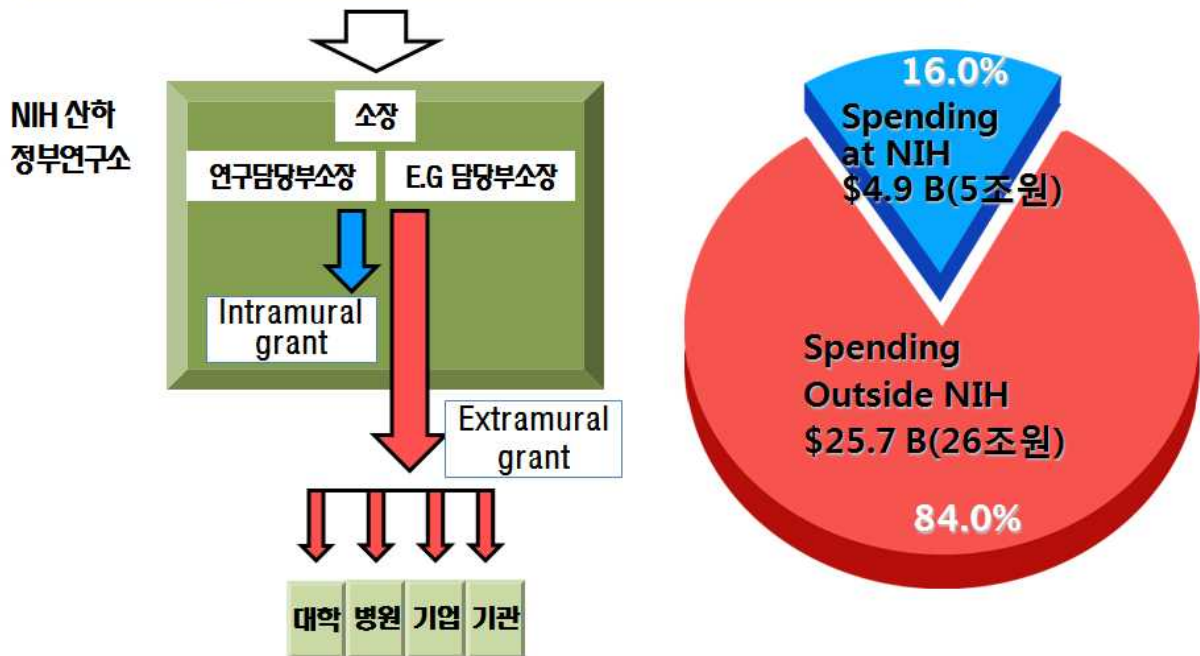 NIH 산하
정부연구소
소장
연구담당부소장
E.G 담당부소장
Intramural
grant
Extramural
grant
대학
병원
기업
기관
16.0%
Spending
at NIH
$4.9 B(5조원)
Spending
Outside NIH
$25.7 B(26조원)
84.0%